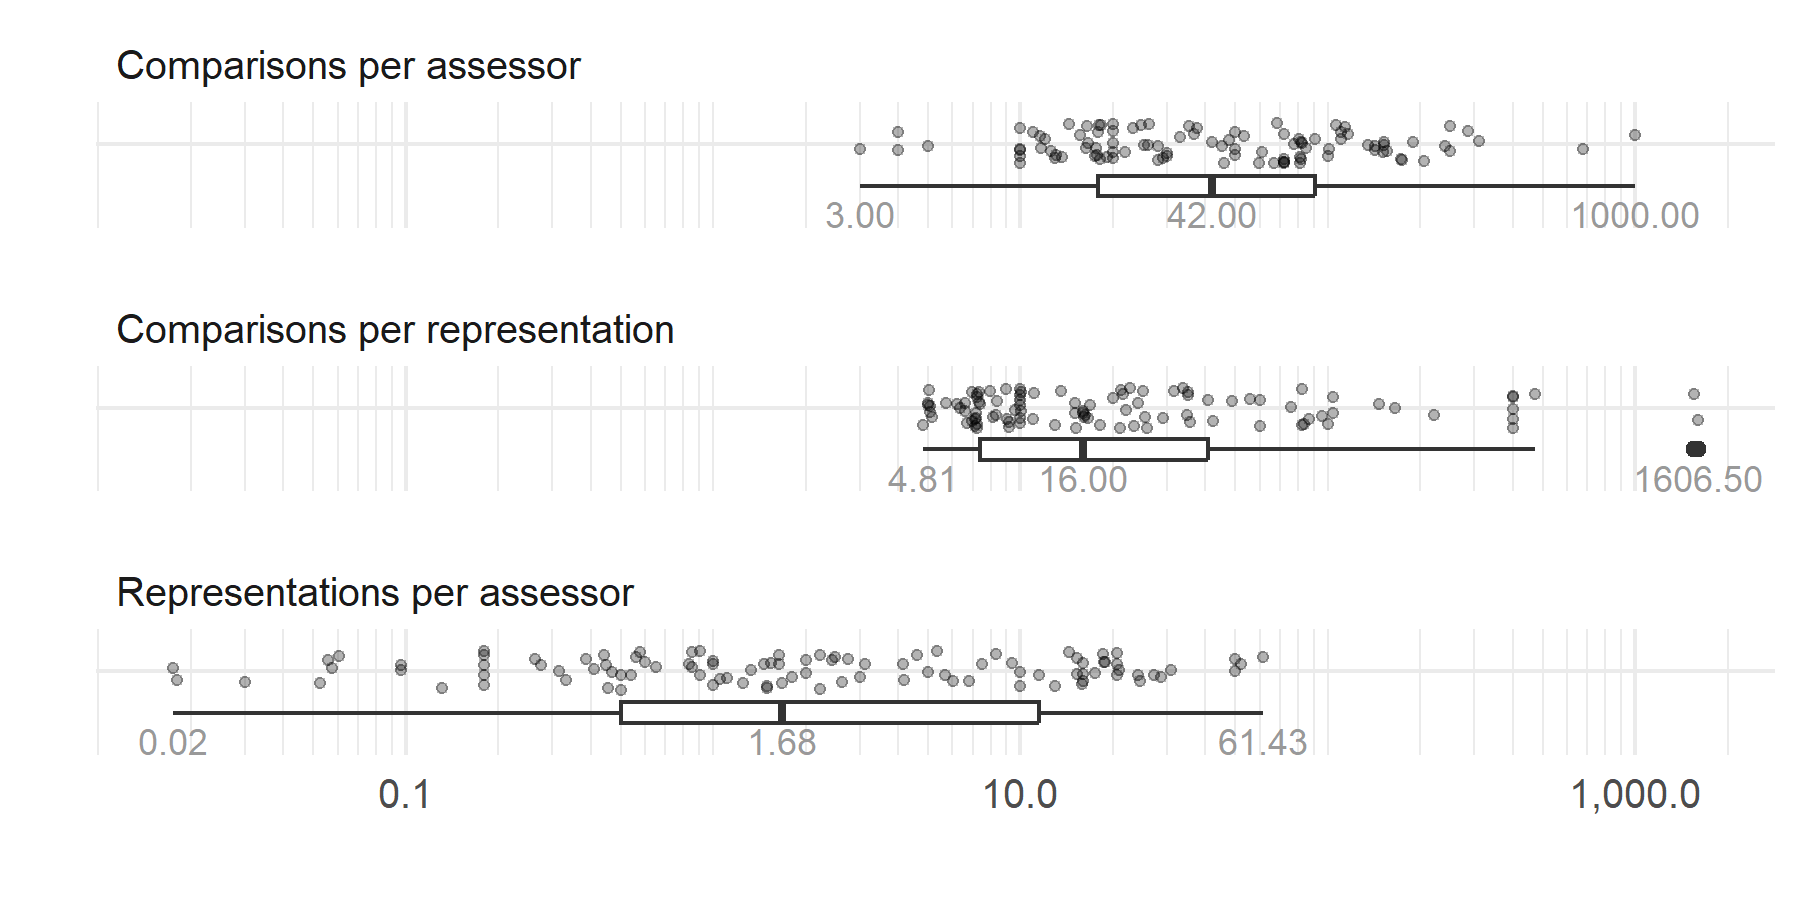 Comparisons per assessor
3.00 42.00 1000.00
Comparisons per representation
4.81 16.00 1606.50
Representations per assessor
0.02 1.68 61.43
0.1 10.0 1,000.0